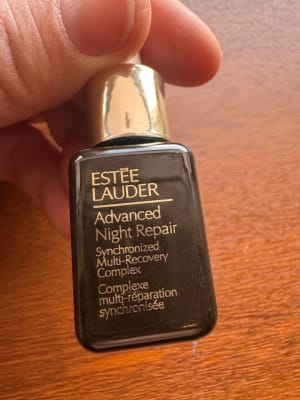 ESTĒE
LAUDER
Advanced
Night Repair
Synchronized
Multi-Recovery
Complex
Complexe
multi-réparation
synchronisée